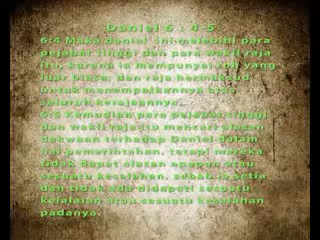 Daniel 6 : 4-5
6:4 Maka Daniel ini melebihi para
pejabat tinggi dan para wakil raja
itu, karena ia mempunyai roh yang
luar biasa; dan raja bermaksud
untuk menempatkannya atas
seluruh kerajaannya.
6:5 Kemudian para pejabat tinggi
dan wakil raja itu mencari alasan
dakwaan terhadap Daniel dalam
hal pemerintahan, tetapi mereka
tidak dapat alasan apapun atau
sesuatu kesalahan, sebab ia setia
dan tidak ada didapati sesuatu
kelalaian atau sesuatu kesalahan
padanya.